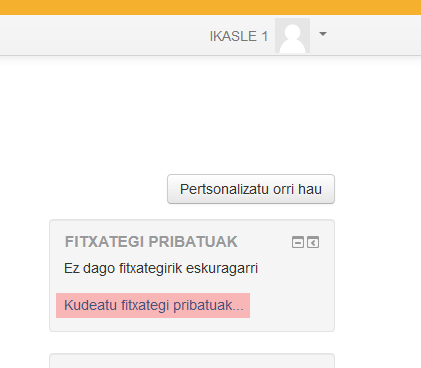 IKASLE 1
Pertsonalizatu orri hau
FITXATEGI PRIBATUAK
Ez dago fitxategirik eskuragarri
Kudeatu fitxategi pribatuak...